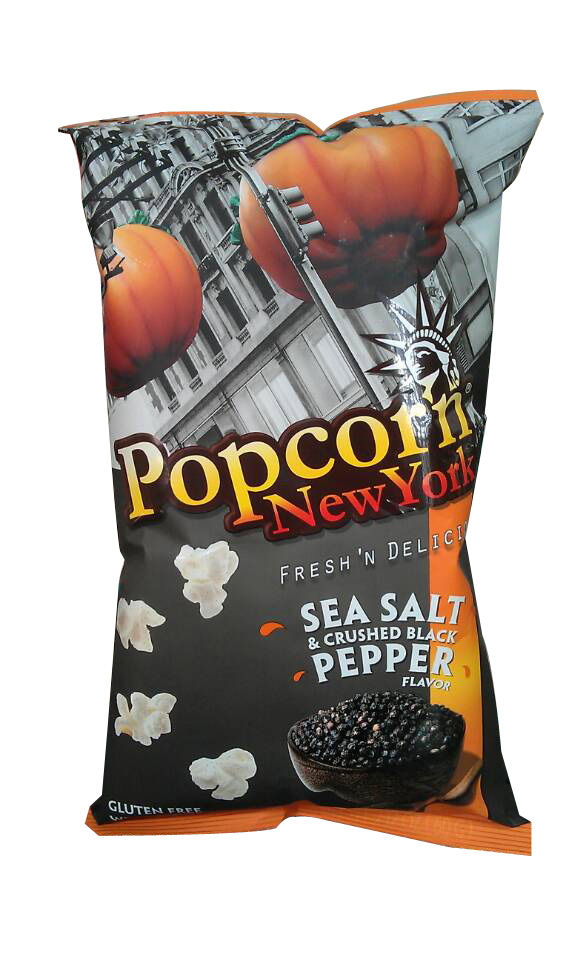 Popcorn®
New York
FRESH 'N DELICI
SEA SALT
& CRUSHED BLACK
PEPPER
FLAVOR
GLUTEN FREE